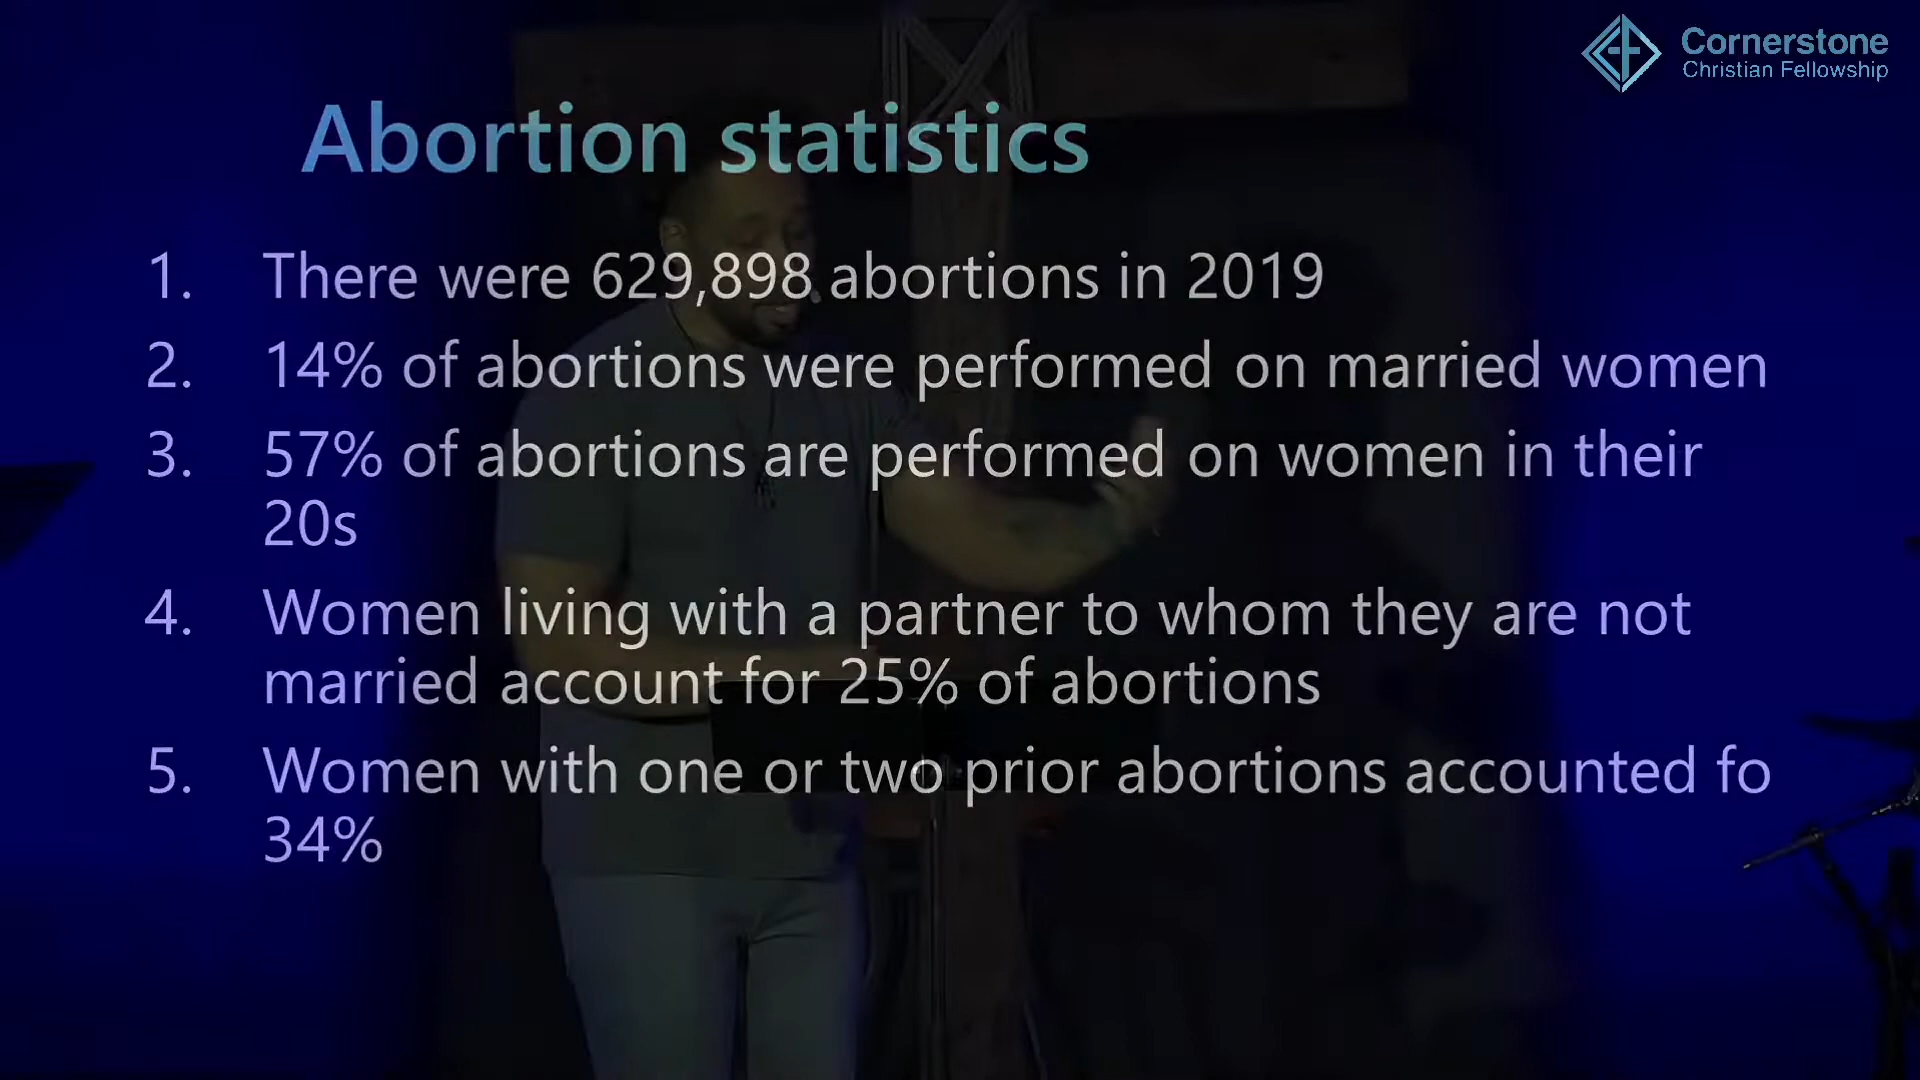 Cornerstone
Christian Fellowship
Abortion statistics
1. There were 629,898 abortions in 2019
2. 14% of abortions were performed on married women
3. 57% of abortions are performed on women in their
20s
4. Women living with a partner to whom they are not
married account for 25% of abortions
5. Women with one or two prior abortions accounted fo
34%